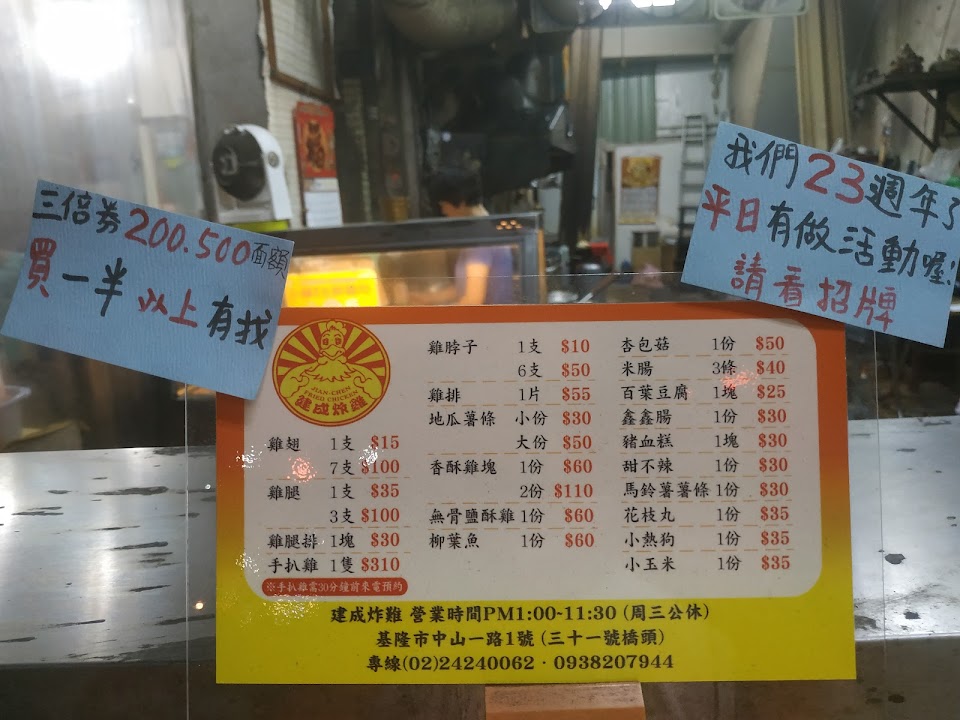 三倍券200.500面額
買一半以上有找
我們23週年了
平日有做活動喔!
請看招牌
JIAN-CHEN
FRIED CHICKEN
建成炸雞
雞翅 1支 $15
7支 $100
雞腿 1支 $35
3支 $100
雞腿排 1塊 $30
手扒雞 1隻 $310
※手扒雞需30分鐘前來電預約
雞脖子 1支 $10
6支 $50
雞排 1片 $55
地瓜薯條 小份 $30
大份 $50
香酥雞塊 1份 $60
2份 $110
無骨鹽酥雞 1份 $60
柳葉魚 1份 $60
杏包菇 1份 $50
米腸 3條 $40
百葉豆腐 1塊 $25
鑫鑫腸 1份 $30
豬血糕 1塊 $30
甜不辣 1份 $30
馬鈴薯薯條 1份 $30
花枝丸 1份 $35
小熱狗 1份 $35
小玉米 1份 $35
建成炸雞 營業時間PM1:00~11:30 (周三公休)
基隆市中山一路1號 (三十一號橋頭)
專線(02)24240062 · 0938207944